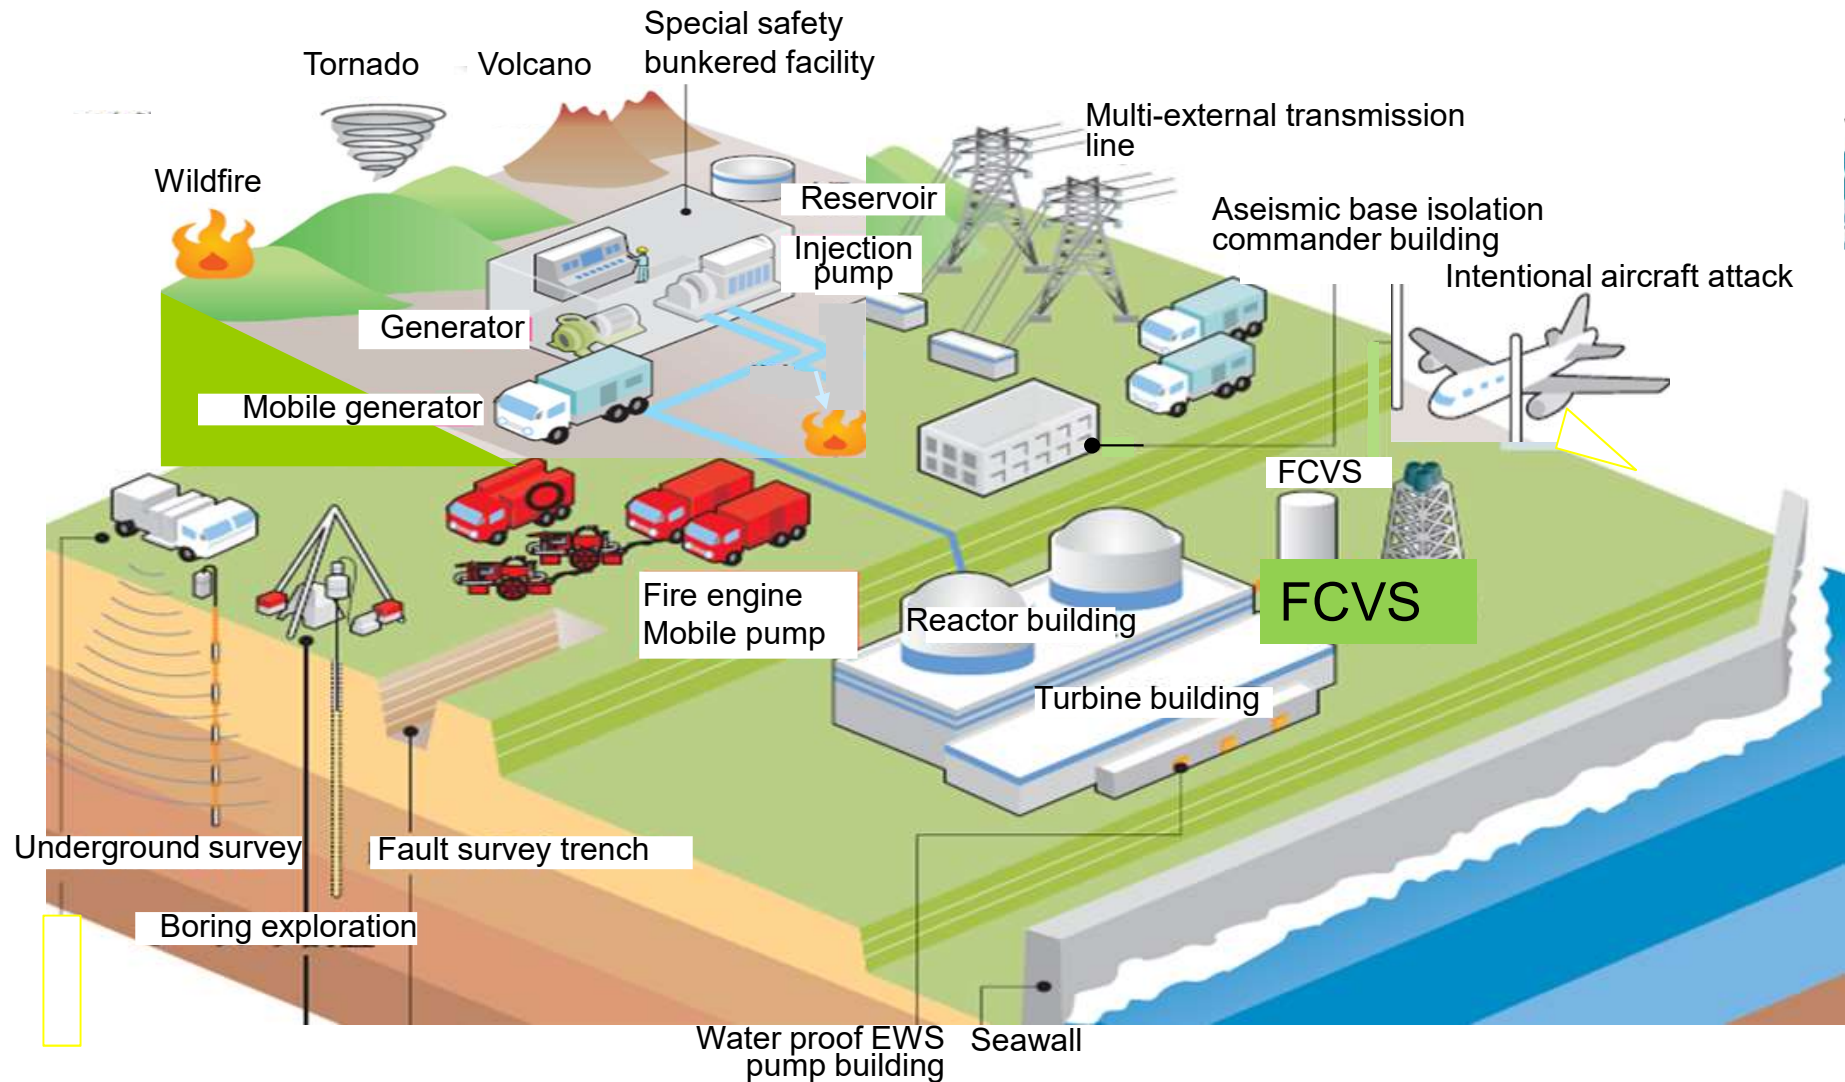 Special safety
bunkered facility
Tornado
Volcano
Multi-external transmission
line
Wildfire
Reservoir
Aseismic base isolation
commander building
Injection
pump
Intentional aircraft attack
Generator
Mobile generator
FCVS
FCVS
Fire engine
Mobile pump
Reactor building
Turbine building
Underground survey
Fault survey trench
Boring exploration
Water proof EWS
pump building
Seawall